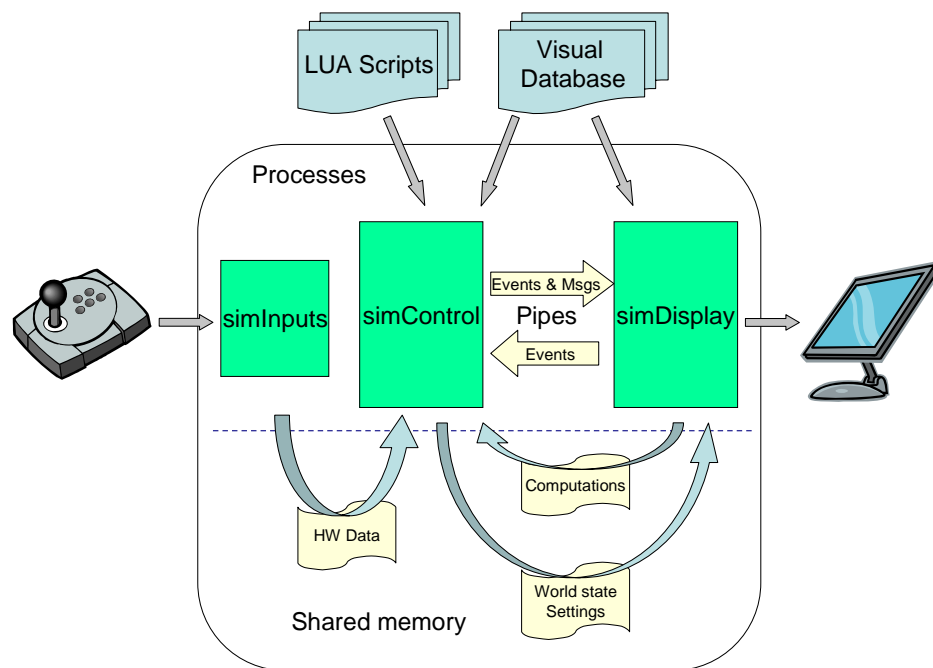 LUA Scripts
Visual
Database
Processes
simInputs
simControl
Events & Msgs
Pipes
Events
simDisplay
Computations
HW Data
World state
Settings
Shared memory